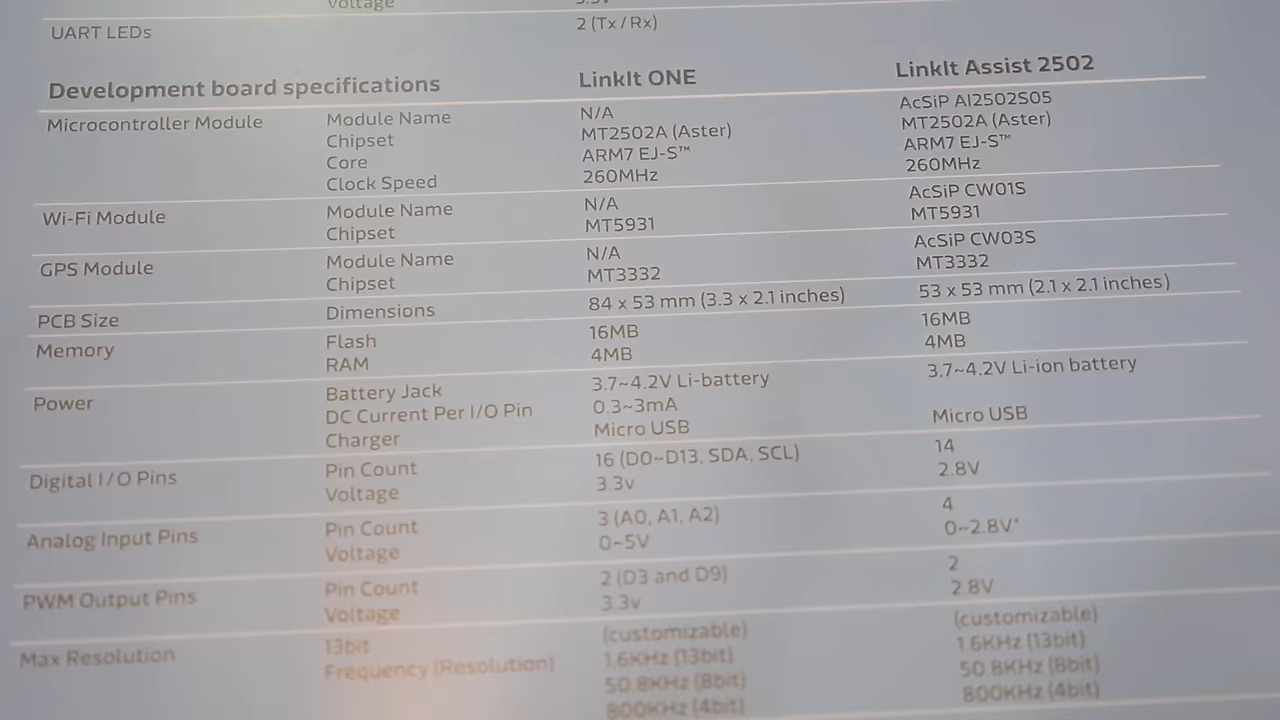 Voltage
UART LEDs 2 (Tx / Rx)
Development board specifications LinkIt ONE LinkIt Assist 2502
Microcontroller Module Module Name N/A AcSiP AI2502S05
Chipset MT2502A (Aster) MT2502A (Aster)
Core ARM7 EJ-S™ ARM7 EJ-S™
Clock Speed 260MHz 260MHz
Wi-Fi Module Module Name N/A AcSiP CW01S
Chipset MT5931 MT5931
GPS Module Module Name N/A AcSiP CW03S
Chipset MT3332 MT3332
PCB Size Dimensions 84 x 53 mm (3.3 x 2.1 inches) 53 x 53 mm (2.1 x 2.1 inches)
Memory Flash 16MB 16MB
RAM 4MB 4MB
Power Battery Jack 3.7~4.2V Li-battery 3.7~4.2V Li-ion battery
DC Current Per I/O Pin 0.3~3mA
Charger Micro USB Micro USB
Digital I/O Pins Pin Count 16 (D0~D13, SDA, SCL) 14
Voltage 3.3v 2.8V
Analog Input Pins Pin Count 3 (A0, A1, A2) 4
Voltage 0~5V 0~2.8V*
PWM Output Pins Pin Count 2 (D3 and D9) 2
Voltage 3.3v 2.8V
Max Resolution 13bit (customizable) (customizable)
Frequency (Resolution) 1.6KHz (13bit) 1.6KHz (13bit)
50.8KHz (8bit) 50.8KHz (8bit)
800KHz (4bit) 800KHz (4bit)